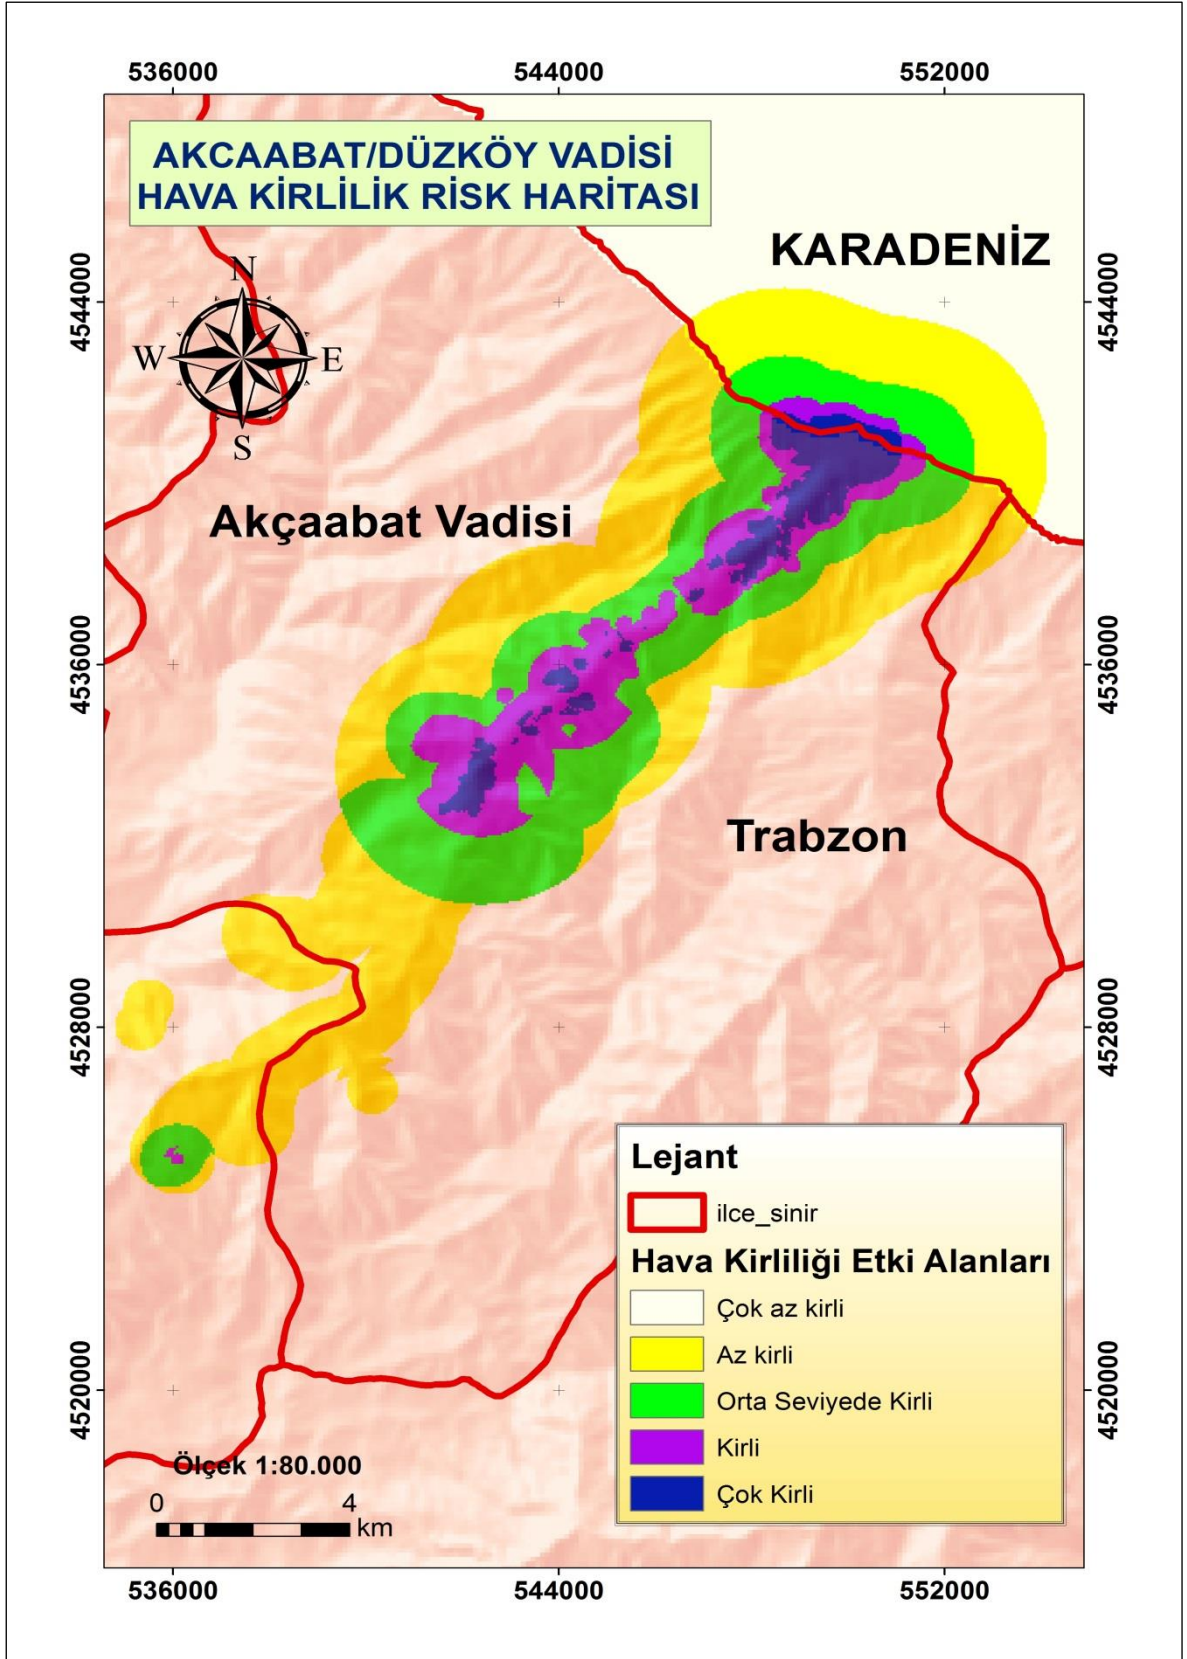 536000 544000 552000
AKCAABAT/DÜZKÖY VADİSİ
HAVA KİRLİLİK RİSK HARİTASI
KARADENİZ
4544000 4544000
N
W E
S
Akçaabat Vadisi
4536000 4536000
Trabzon
4528000 4528000
Lejant
ilce_sinir
Hava Kirliliği Etki Alanları
Çok az kirli
Az kirli
Orta Seviyede Kirli
Kirli
Çok Kirli
4520000 4520000
Ölçek 1:80.000
0 4
km
536000 544000 552000